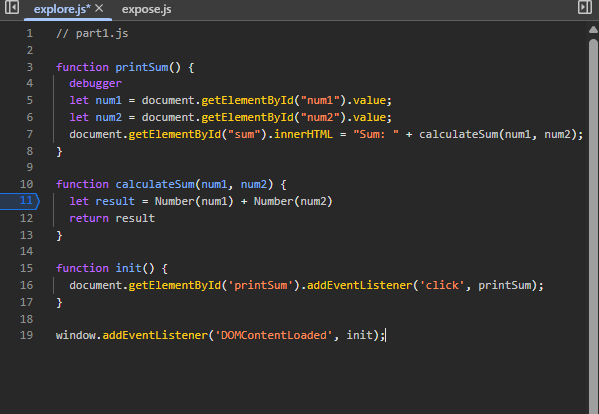 explore.js* × expose.js
1 // part1.js
2
3 function printSum() {
4   debugger
5   let num1 = document.getElementById("num1").value;
6   let num2 = document.getElementById("num2").value;
7   document.getElementById("sum").innerHTML = "Sum: " + calculateSum(num1, num2);
8 }
9
10 function calculateSum(num1, num2) {
11   let result = Number(num1) + Number(num2)
12   return result
13 }
14
15 function init() {
16   document.getElementById('printSum').addEventListener('click', printSum);
17 }
18
19 window.addEventListener('DOMContentLoaded', init);